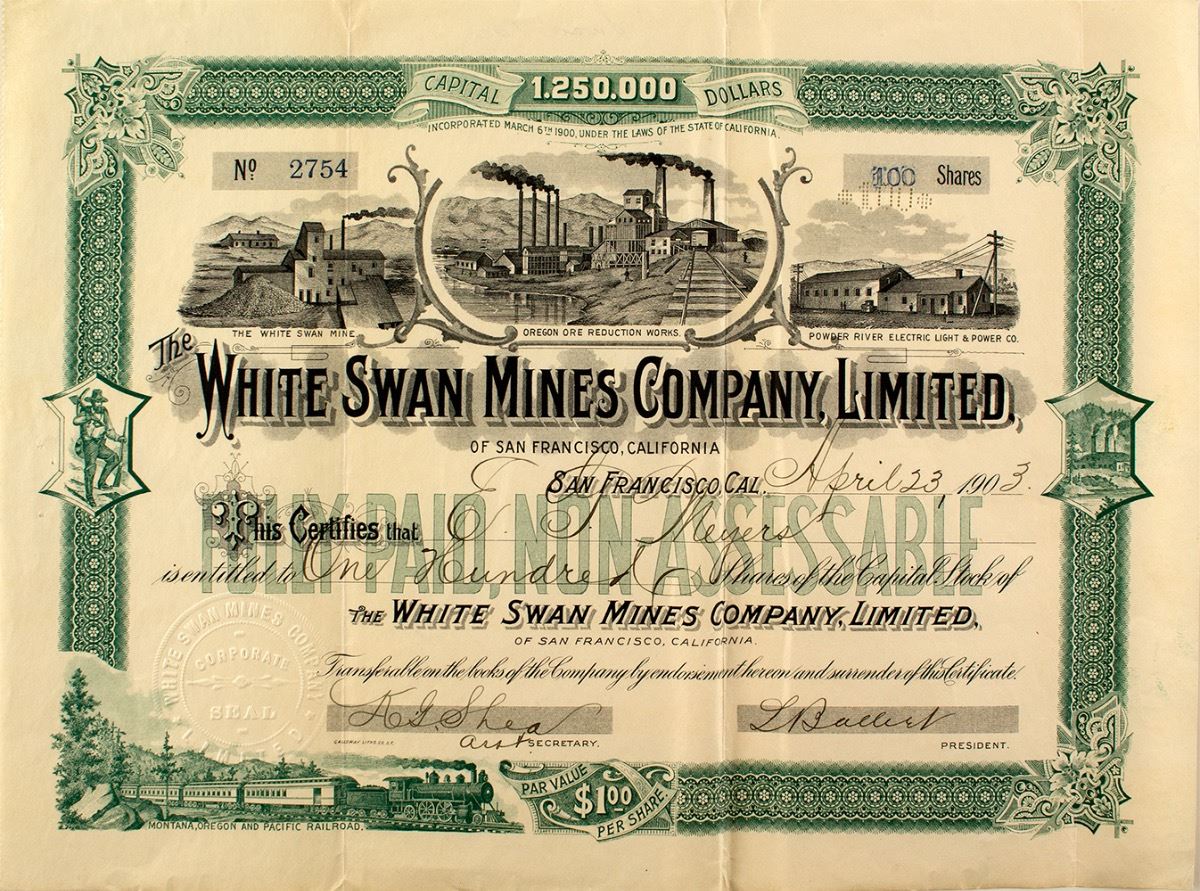 CAPITAL 1.250.000 DOLLARS
INCORPORATED MARCH 6TH 1900, UNDER THE LAWS OF THE STATE OF CALIFORNIA.
No 2754
100 Shares
THE WHITE SWAN MINE.
OREGON ORE REDUCTION WORKS.
POWDER RIVER ELECTRIC LIGHT & POWER CO.
The
WHITE SWAN MINES COMPANY, LIMITED,
OF SAN FRANCISCO, CALIFORNIA
SAN FRANCISCO, CAL. April 23, 1903.
FULLY PAID, NON-ASSESSABLE
This Certifies that Meyers
is entitled to One Hundred Shares of the Capital Stock of
THE WHITE SWAN MINES COMPANY, LIMITED,
OF SAN FRANCISCO, CALIFORNIA.
Transferable on the books of the Company by endorsement hereon and surrender of this Certificate.
WHITE SWAN MINES COMPANY
CORPORATE
SEAL
LIMITED
Shea
Asst SECRETARY.
PRESIDENT.
MONTANA, OREGON AND PACIFIC RAILROAD.
PAR VALUE
$1.00
PER SHARE